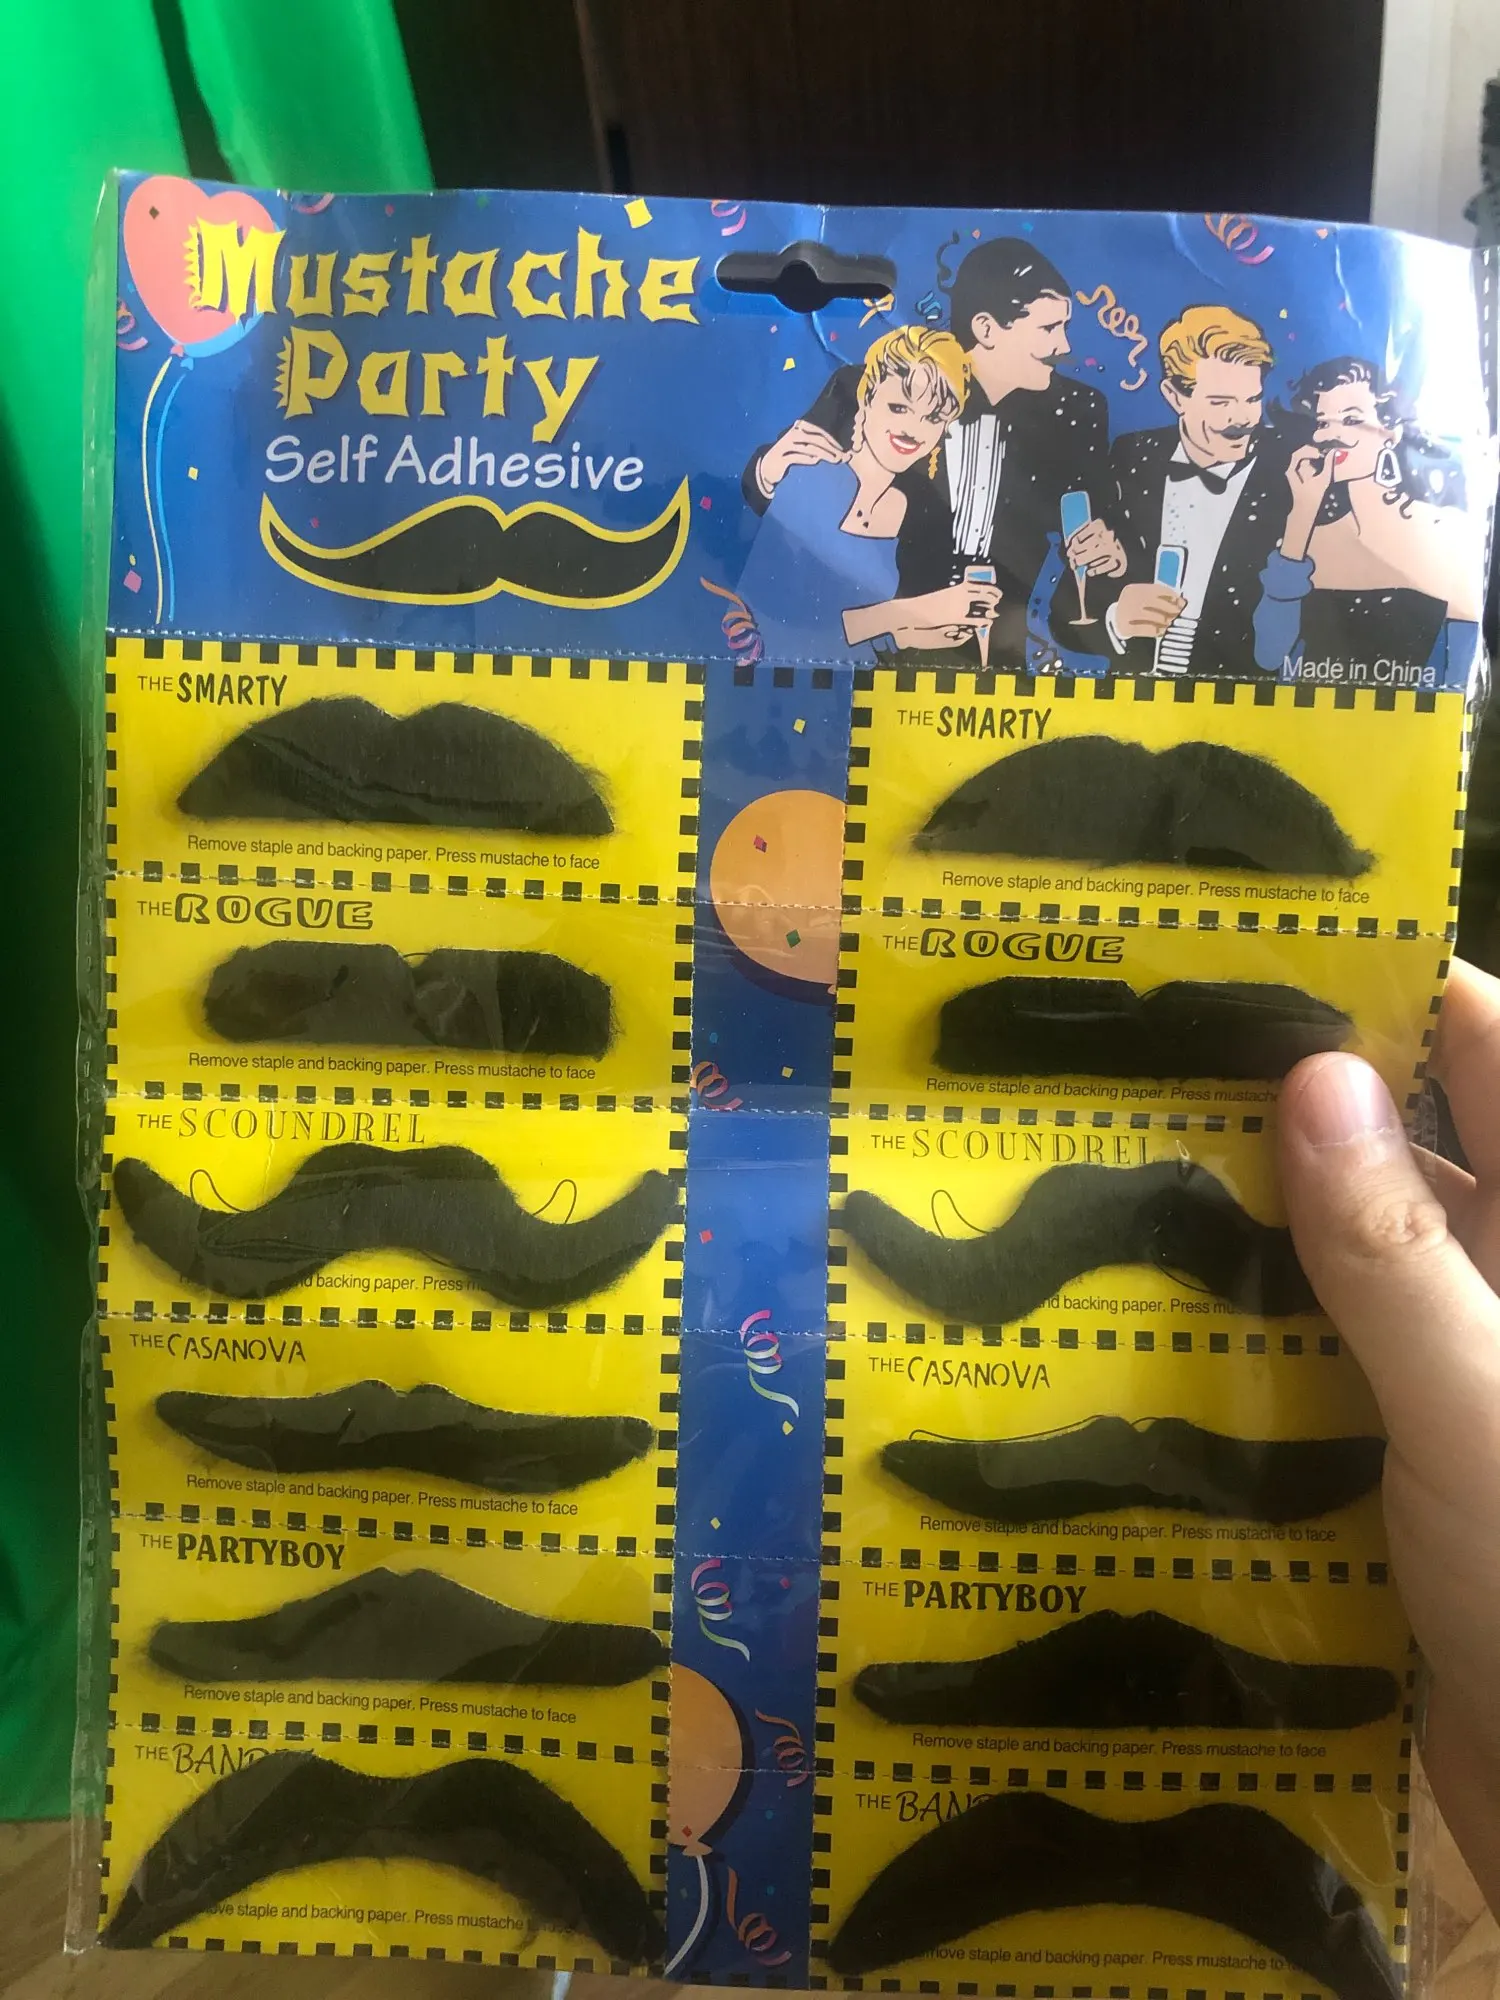 Mustache
Party
Self Adhesive
Made in China
THE SMARTY
Remove staple and backing paper. Press mustache to face
THE SMARTY
Remove staple and backing paper. Press mustache to face
THE ROGUE
Remove staple and backing paper. Press mustache to face
THE ROGUE
Remove staple and backing paper. Press mustache
THE SCOUNDREL
backing paper. Press
THE SCOUNDREL
backing paper. Press
THE CASANOVA
Remove staple and backing paper. Press mustache to face
THE CASANOVA
Remove staple and backing paper. Press mustache to face
THE PARTYBOY
Remove staple and backing paper. Press mustache to face
THE PARTYBOY
Remove staple and backing paper. Press mustache to face
THE
staple and backing paper. Press mustache
THE
staple and backing paper. Press mustache to